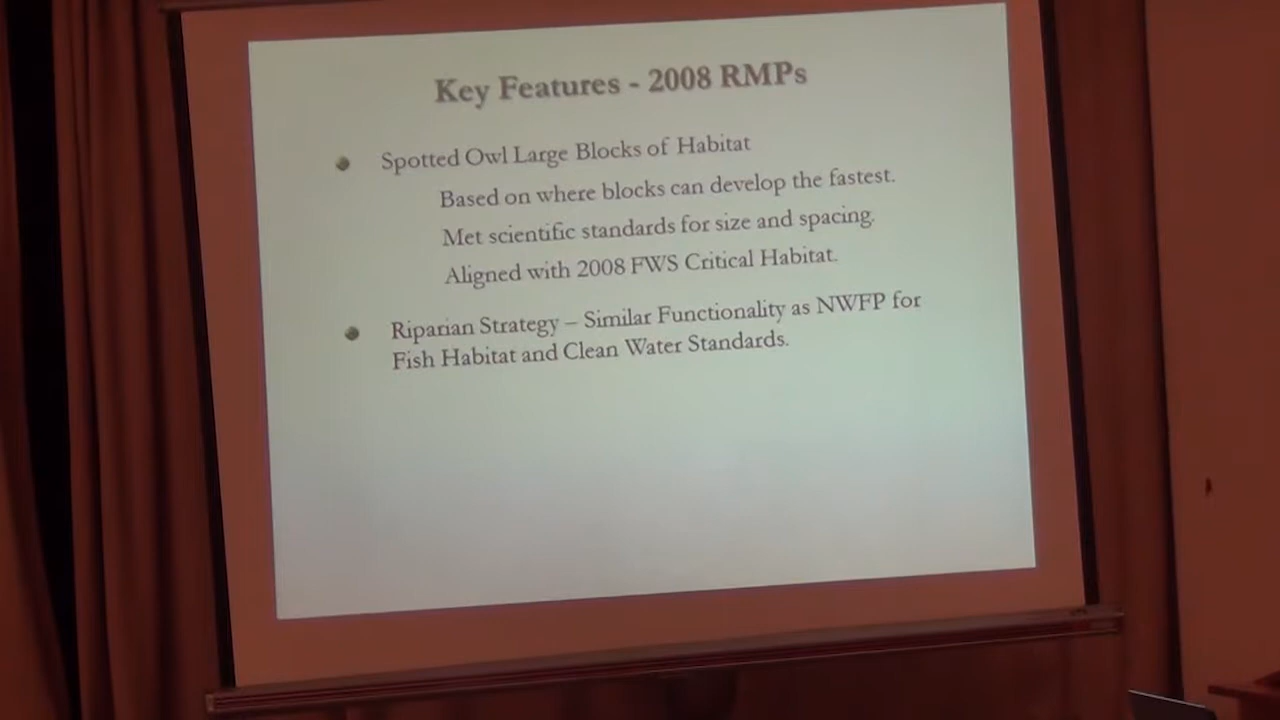 Key Features - 2008 RMPs
Spotted Owl Large Blocks of Habitat
Based on where blocks can develop the fastest.
Met scientific standards for size and spacing.
Aligned with 2008 FWS Critical Habitat.
Riparian Strategy – Similar Functionality as NWFP for
Fish Habitat and Clean Water Standards.